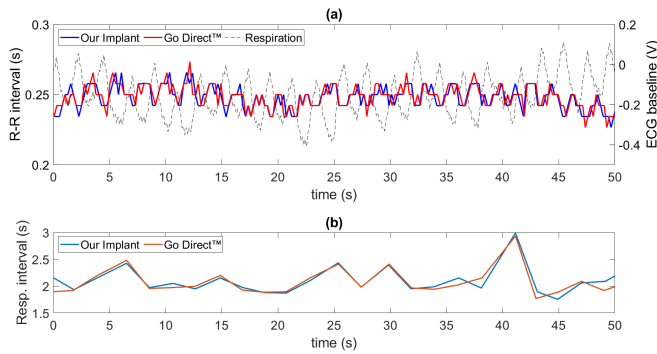 (a)
Our Implant Go Direct™ Respiration
R-R interval (s)
0.3
0.25
0.2
ECG baseline (V)
0.2
0
-0.2
-0.4
0 5 10 15 20 25 30 35 40 45 50
time (s)
(b)
Our Implant Go Direct™
Resp. interval (s)
3
2.5
2
1.5
0 5 10 15 20 25 30 35 40 45 50
time (s)